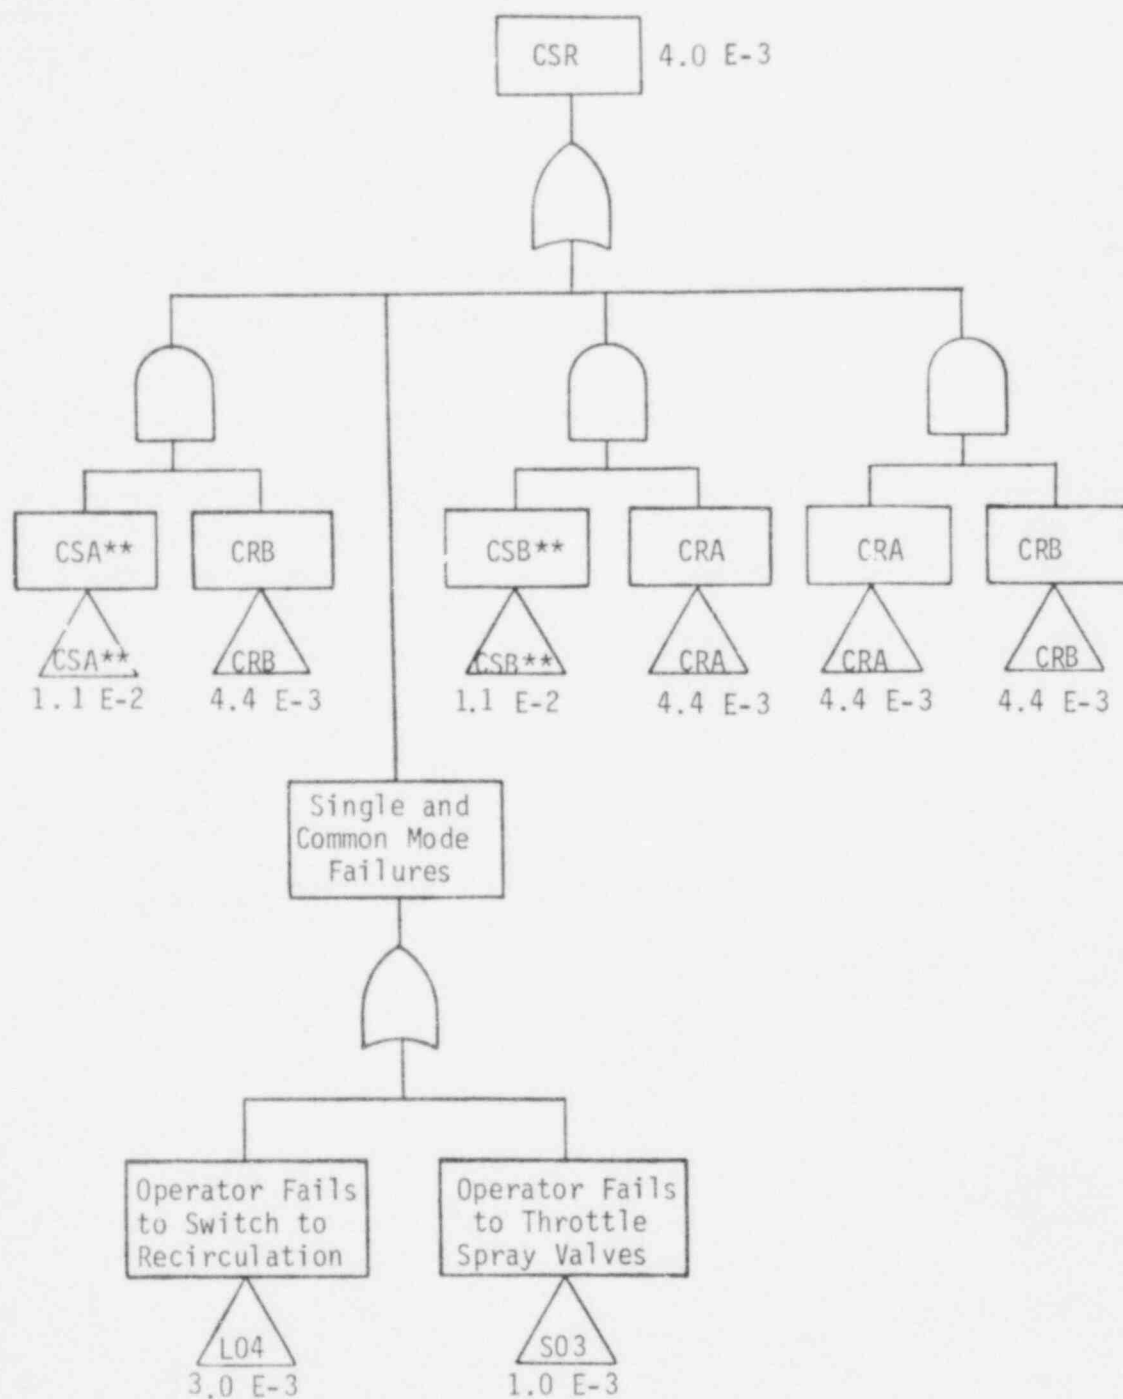 CSR 4.0 E-3
CSA** CRB CSB** CRA CRA CRB
CSA** CRB CSB** CRA CRA CRB
1.1 E-2 4.4 E-3 1.1 E-2 4.4 E-3 4.4 E-3 4.4 E-3
Single and
Common Mode
Failures
Operator Fails
to Switch to
Recirculation
Operator Fails
to Throttle
Spray Valves
LO4 SO3
3.0 E-3 1.0 E-3